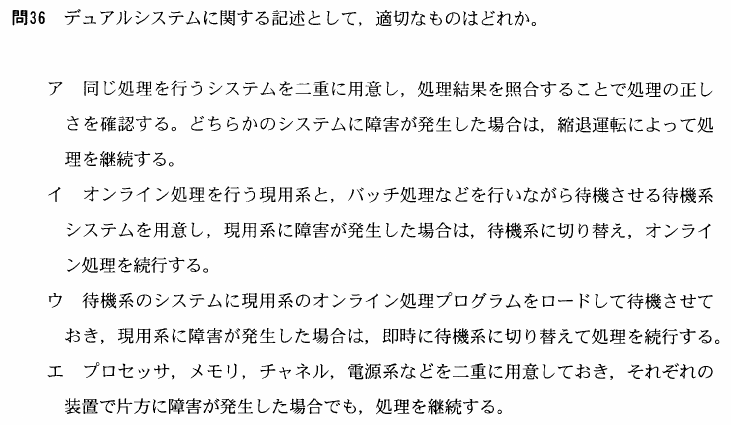 問36 デュアルシステムに関する記述として，適切なものはどれか。
ア 同じ処理を行うシステムを二重に用意し，処理結果を照合することで処理の正し
さを確認する。どちらかのシステムに障害が発生した場合は，縮退運転によって処
理を継続する。
イ オンライン処理を行う現用系と，バッチ処理などを行いながら待機させる待機系
システムを用意し，現用系に障害が発生した場合は，待機系に切り替え，オンライ
ン処理を続行する。
ウ 待機系のシステムに現用系のオンライン処理プログラムをロードして待機させて
おき，現用系に障害が発生した場合は，即時に待機系に切り替えて処理を続行する。
エ プロセッサ，メモリ，チャネル，電源系などを二重に用意しておき，それぞれの
装置で片方に障害が発生した場合でも，処理を継続する。